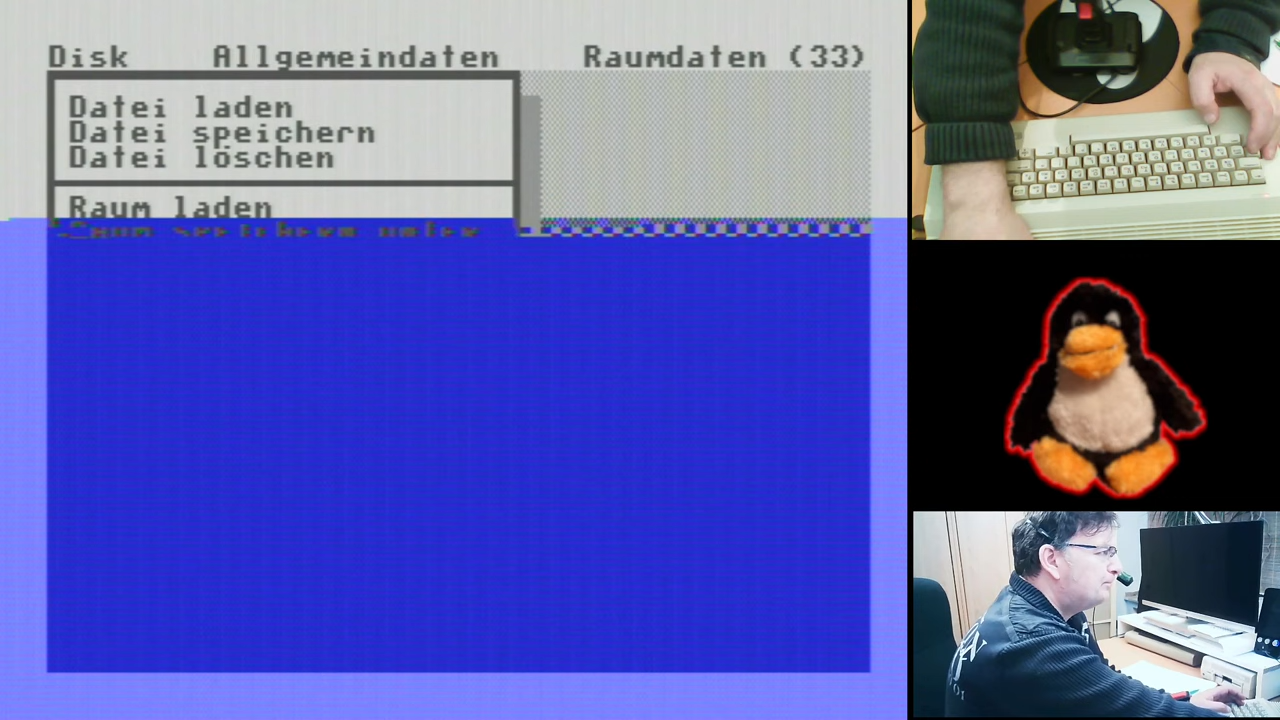 Disk Allgemeindaten Raumdaten (33)
Datei laden
Datei speichern
Datei löschen
Raum laden